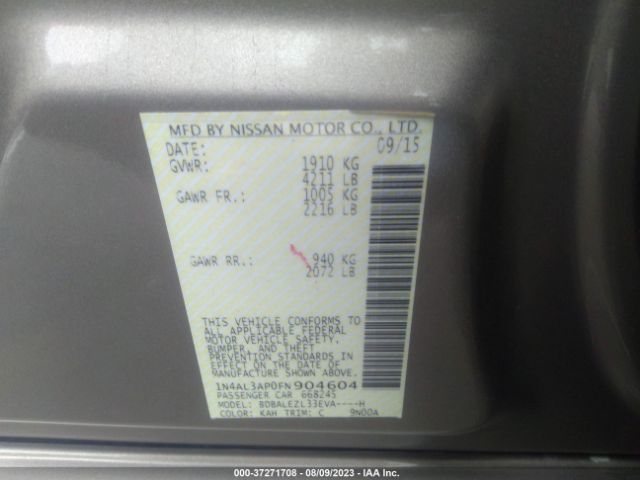 MFD BY NISSAN MOTOR CO., LTD.
DATE: 09/15
GVWR: 1910 KG
4211 LB
GAWR FR.: 1005 KG
2216 LB
GAWR RR.: 940 KG
2072 LB
THIS VEHICLE CONFORMS TO
ALL APPLICABLE FEDERAL
MOTOR VEHICLE SAFETY,
BUMPER, AND THEFT
PREVENTION STANDARDS IN
EFFECT ON THE DATE OF
MANUFACTURE SHOWN ABOVE.
1N4AL3AP0FN904604
PASSENGER CAR 668245
MODEL: BDBALEZL33EVA----H
COLOR: KAH TRIM: C 9N00A
000-37271708 - 08/09/2023 - IAA Inc.